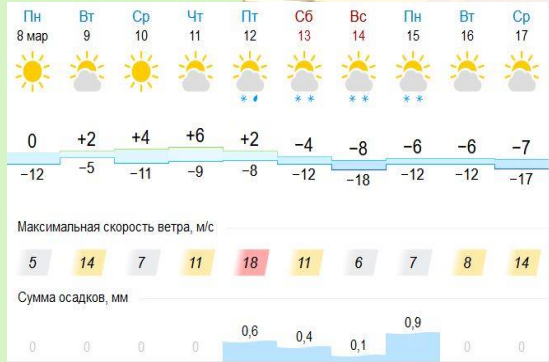 Пн Вт Ср Чт Пт Сб Вс Пн Вт Ср
8 мар 9 10 11 12 13 14 15 16 17
0 +2 +4 +6 +2 −4 −8 −6 −6 −7
−12 −5 −11 −9 −8 −12 −18 −12 −12 −17
Максимальная скорость ветра, м/с
5 14 7 11 18 11 6 7 8 14
Сумма осадков, мм
0 0 0 0 0,6 0,4 0,1 0,9 0 0